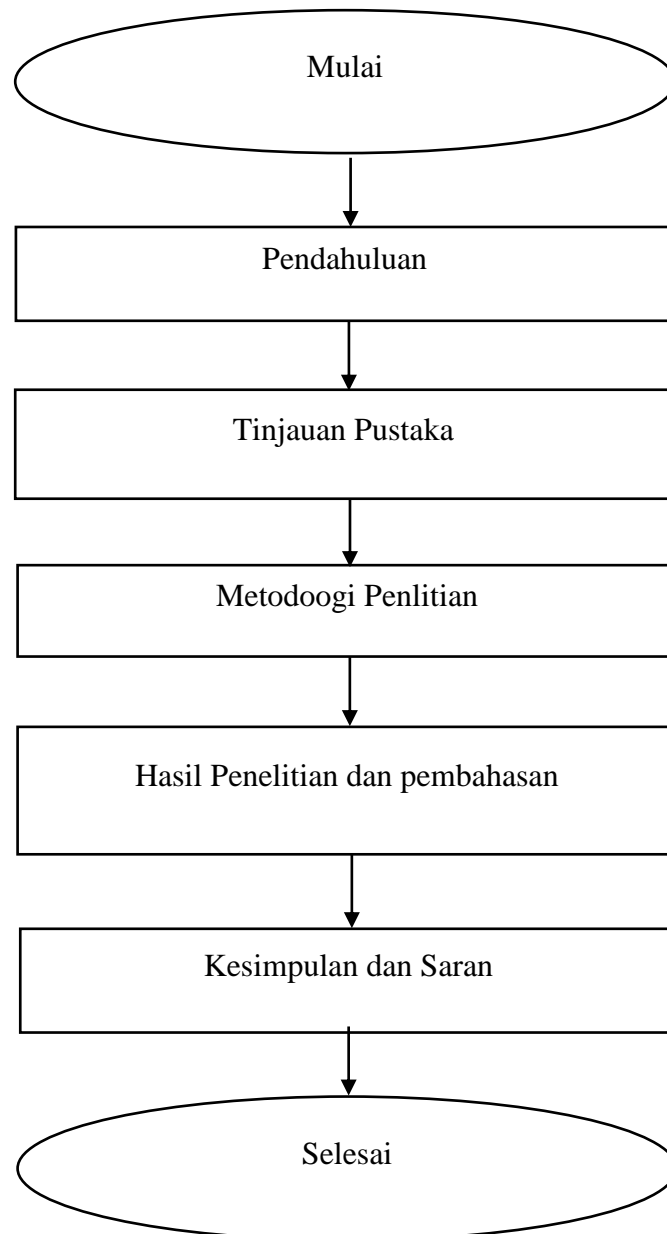 Mulai
Pendahuluan
Tinjauan Pustaka
Metodoogi Penlitian
Hasil Penelitian dan pembahasan
Kesimpulan dan Saran
Selesai